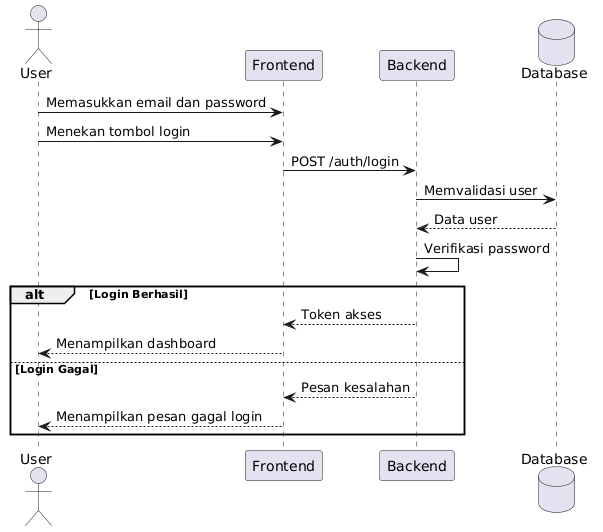 User
Frontend
Backend
Database
Memasukkan email dan password
Menekan tombol login
POST /auth/login
Memvalidasi user
Data user
Verifikasi password
alt [Login Berhasil]
Token akses
Menampilkan dashboard
[Login Gagal]
Pesan kesalahan
Menampilkan pesan gagal login
User
Frontend
Backend
Database